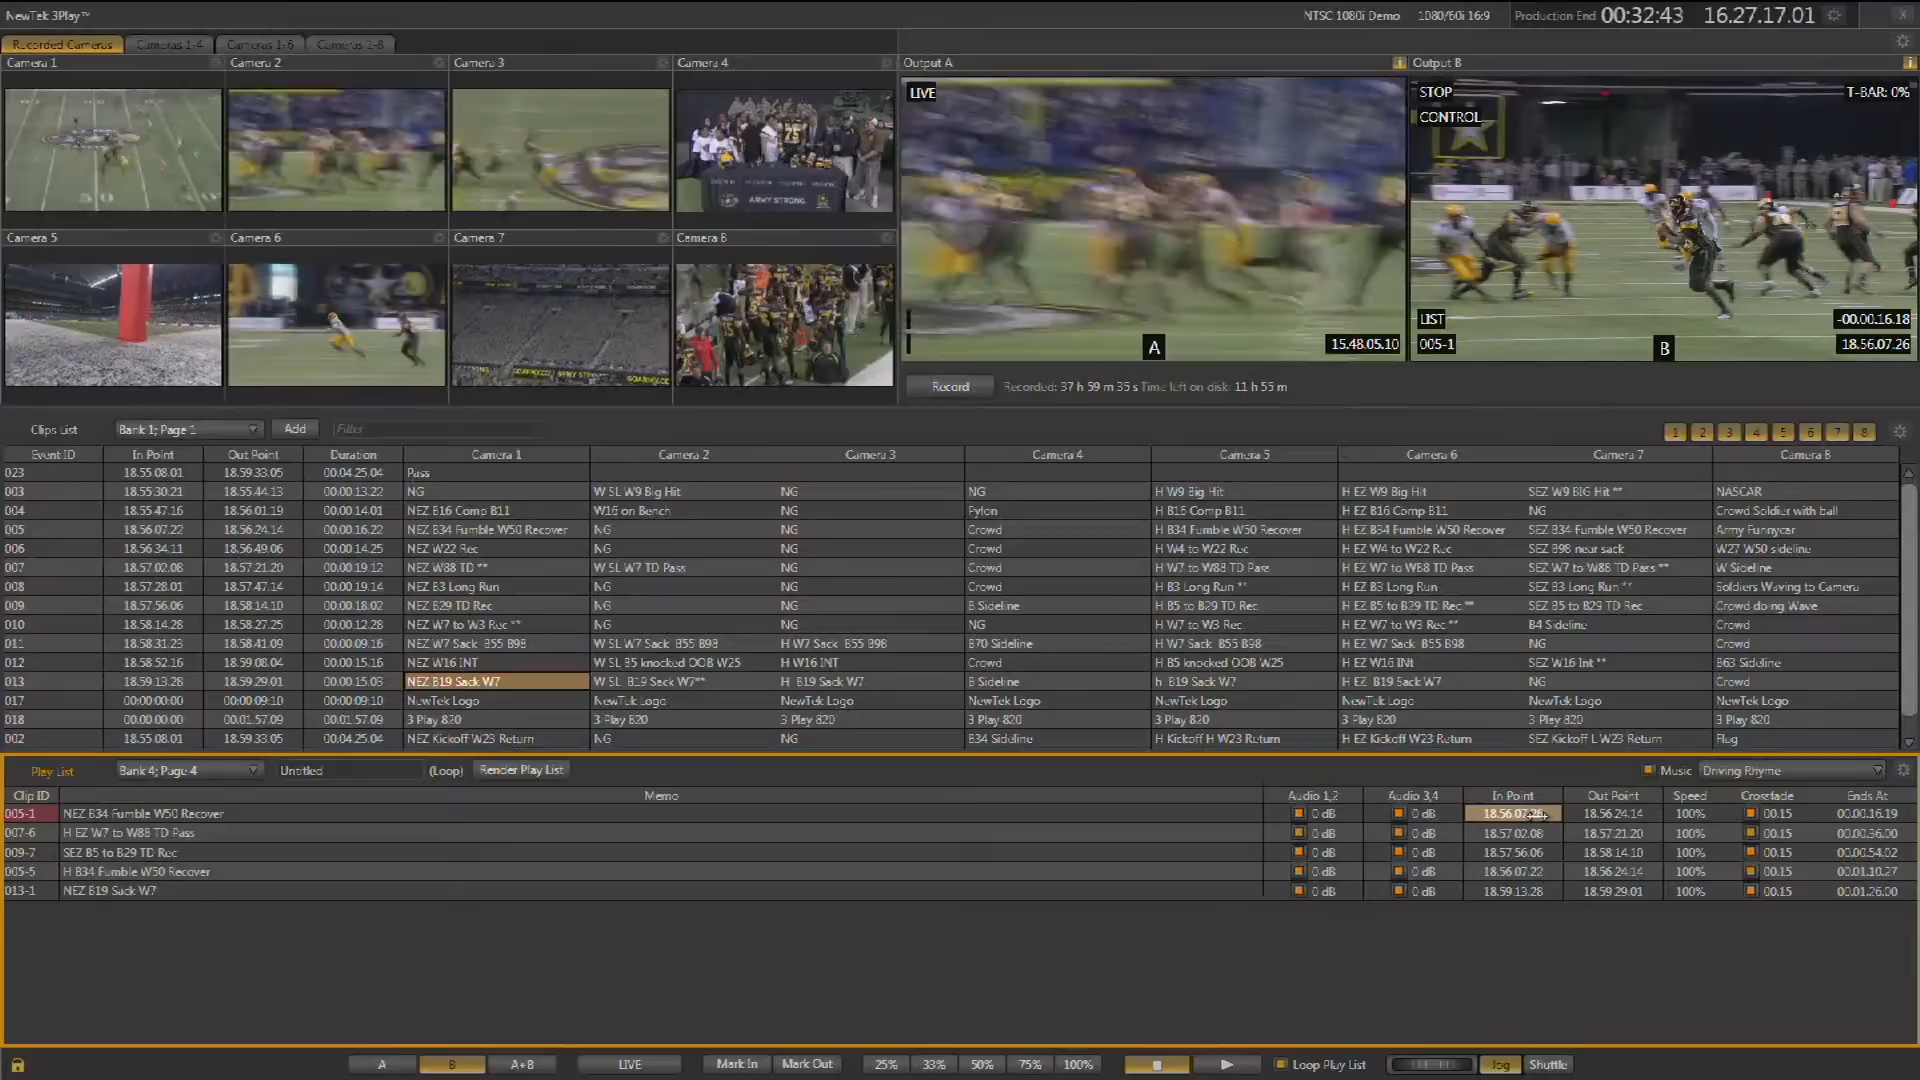 NewTek 3Play™ NTSC 1080i Demo 1080/60i 16:9 Production End 00:32:43 16.27.17.01
Recorded Cameras Cameras 1-4 Cameras 1-6 Cameras 1-8
Camera 1 Camera 2 Camera 3 Camera 4 Output A Output B
LIVE STOP T-BAR: 0%
CONTROL
50
75
ARMY STRONG
Camera 5 Camera 6 Camera 7 Camera 8
LIST -00.00.16.18
A 15.48.05.10 005-1 B 18.56.07.26
Record Recorded: 37 h 59 m 35 s Time left on disk: 11 h 55 m
Clips List Bank 1; Page 1 Add Filter 1 2 3 4 5 6 7 8
Event ID In Point Out Point Duration Camera 1 Camera 2 Camera 3 Camera 4 Camera 5 Camera 6 Camera 7 Camera 8
023 18.55.08.01 18.59.33.05 00.04.25.04 Pass
003 18.55.30.21 18.55.44.13 00.00.13.22 NG W SL W9 Big Hit NG NG H W9 Big Hit H EZ W9 Big Hit SEZ W9 BIG Hit ** NASCAR
004 18.55.47.16 18.56.01.19 00.00.14.01 NEZ B16 Comp B11 W16 on Bench NG Pylon H B16 Comp B11 H EZ B16 Comp B11 NG Crowd Soldier with ball
005 18.56.07.22 18.56.24.14 00.00.16.22 NEZ B34 Fumble W50 Recover NG NG Crowd H B34 Fumble W50 Recover H EZ B34 Fumble W50 Recover SEZ B34 Fumble W50 Recover Army Funnycar
006 18.56.34.11 18.56.49.06 00.00.14.25 NEZ W22 Rec NG NG Crowd H W4 to W22 Rec H EZ W4 to W22 Rec SEZ B98 near sack W27 W50 sideline
007 18.57.02.08 18.57.21.20 00.00.19.12 NEZ W88 TD ** W SL W7 TD Pass NG Crowd H W7 to W88 TD Pass H EZ W7 to W88 TD Pass SEZ W7 to W88 TD Pars ** W Sideline
008 18.57.28.01 18.57.47.14 00.00.19.14 NEZ B3 Long Run NG NG Crowd H B3 Long Run ** H EZ B3 Long Run SEZ B3 Long Run ** Soldiers Waving to Camera
009 18.57.56.06 18.58.14.10 00.00.18.02 NEZ B29 TD Rec NG NG B Sideline H B5 to B29 TD Rec H EZ B5 to B29 TD Rec ** SEZ B5 to B29 TD Rec Crowd doing Wave
010 18.58.14.28 18.58.27.25 00.00.12.28 NEZ W7 to W3 Rec ** NG NG NG H W7 to W3 Rec H EZ W7 to W3 Rec ** B4 Sideline Crowd
011 18.58.31.23 18.58.41.09 00.00.09.16 NEZ W7 Sack B55 B98 W SL W7 Sack B55 B98 H W7 Sack B55 B98 B70 Sideline H W7 Sack B55 B98 H EZ W7 Sack B55 B98 NG Crowd
012 18.58.52.16 18.59.08.04 00.00.15.16 NEZ W16 INT W SL B5 knocked OOB W25 H W16 INT Crowd H B5 knocked OOB W25 H EZ W16 INt SEZ W16 Int ** B63 Sideline
013 18.59.13.28 18.59.29.01 00.00.15.03 NEZ B19 Sack W7 W SL B19 Sack W7** H B19 Sack W7 B Sideline h B19 Sack W7 H EZ B19 Sack W7 NG Crowd
017 00:00:00:00 00:00:09:10 00:00:09:10 NewTek Logo NewTek Logo NewTek Logo NewTek Logo NewTek Logo NewTek Logo NewTek Logo NewTek Logo
018 00.00.00.00 00.01.57.09 00.01.57.09 3 Play 820 3 Play 820 3 Play 820 3 Play 820 3 Play 820 3 Play 820 3 Play 820 3 Play 820
002 18.55.08.01 18.59.33.05 00.04.25.04 NEZ Kickoff W23 Return NG NG B34 Sideline H Kickoff H W23 Return H EZ Kickoff W23 Return SEZ Kickoff L W23 Return Flag
Play List Bank 4; Page 4 Untitled (Loop) Render Play List Music Driving Rhyme
Clip ID Memo Audio 1,2 Audio 3,4 In Point Out Point Speed Crossfade Ends At
005-1 NEZ B34 Fumble W50 Recover 0 dB 0 dB 18.56.07.26 18.56.24.14 100% 00.15 00.00.16.19
007-6 H EZ W7 to W88 TD Pass 0 dB 0 dB 18.57.02.08 18.57.21.20 100% 00.15 00.00.36.00
009-7 SEZ B5 to B29 TD Rec 0 dB 0 dB 18.57.56.06 18.58.14.10 100% 00.15 00.00.54.02
005-5 H B34 Fumble W50 Recover 0 dB 0 dB 18.56.07.22 18.56.24.14 100% 00.15 00.01.10.27
013-1 NEZ B19 Sack W7 0 dB 0 dB 18.59.13.28 18.59.29.01 100% 00.15 00.01.26.00
A B A+B LIVE Mark In Mark Out 25% 33% 50% 75% 100% Loop Play List Jog Shuttle